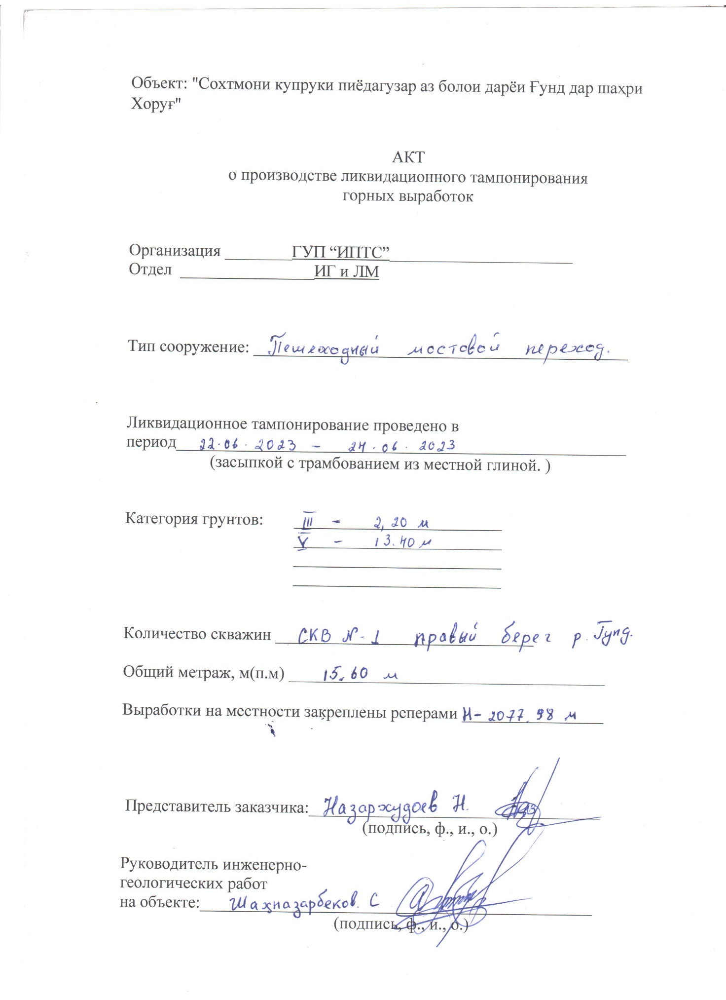 Объект: "Сохтмони купруки пиёдагузар аз болои дарёи Ғунд дар шаҳри
Хоруғ"
АКТ
о производстве ликвидационного тампонирования
горных выработок
Организация ________ГУП “ИПТС”______________________
Отдел ________________ИГ и ЛМ
Тип сооружение: Пешеходный мостовой переход.
Ликвидационное тампонирование проведено в
период 22.06.2023 - 24.06.2023
(засыпкой с трамбованием из местной глиной. )
Категория грунтов: III - 2,20 м
V - 13.40 м
Количество скважин СКВ N-1 правый берег р. Гунд.
Общий метраж, м(п.м) 15.60 м
Выработки на местности закреплены реперами Н- 2077.98 м
Представитель заказчика: Назархудоев Н.
(подпись, ф., и., о.)
Руководитель инженерно-
геологических работ
на объекте: Шаҳназарбеков. С
(подпись, ф., и., о.)